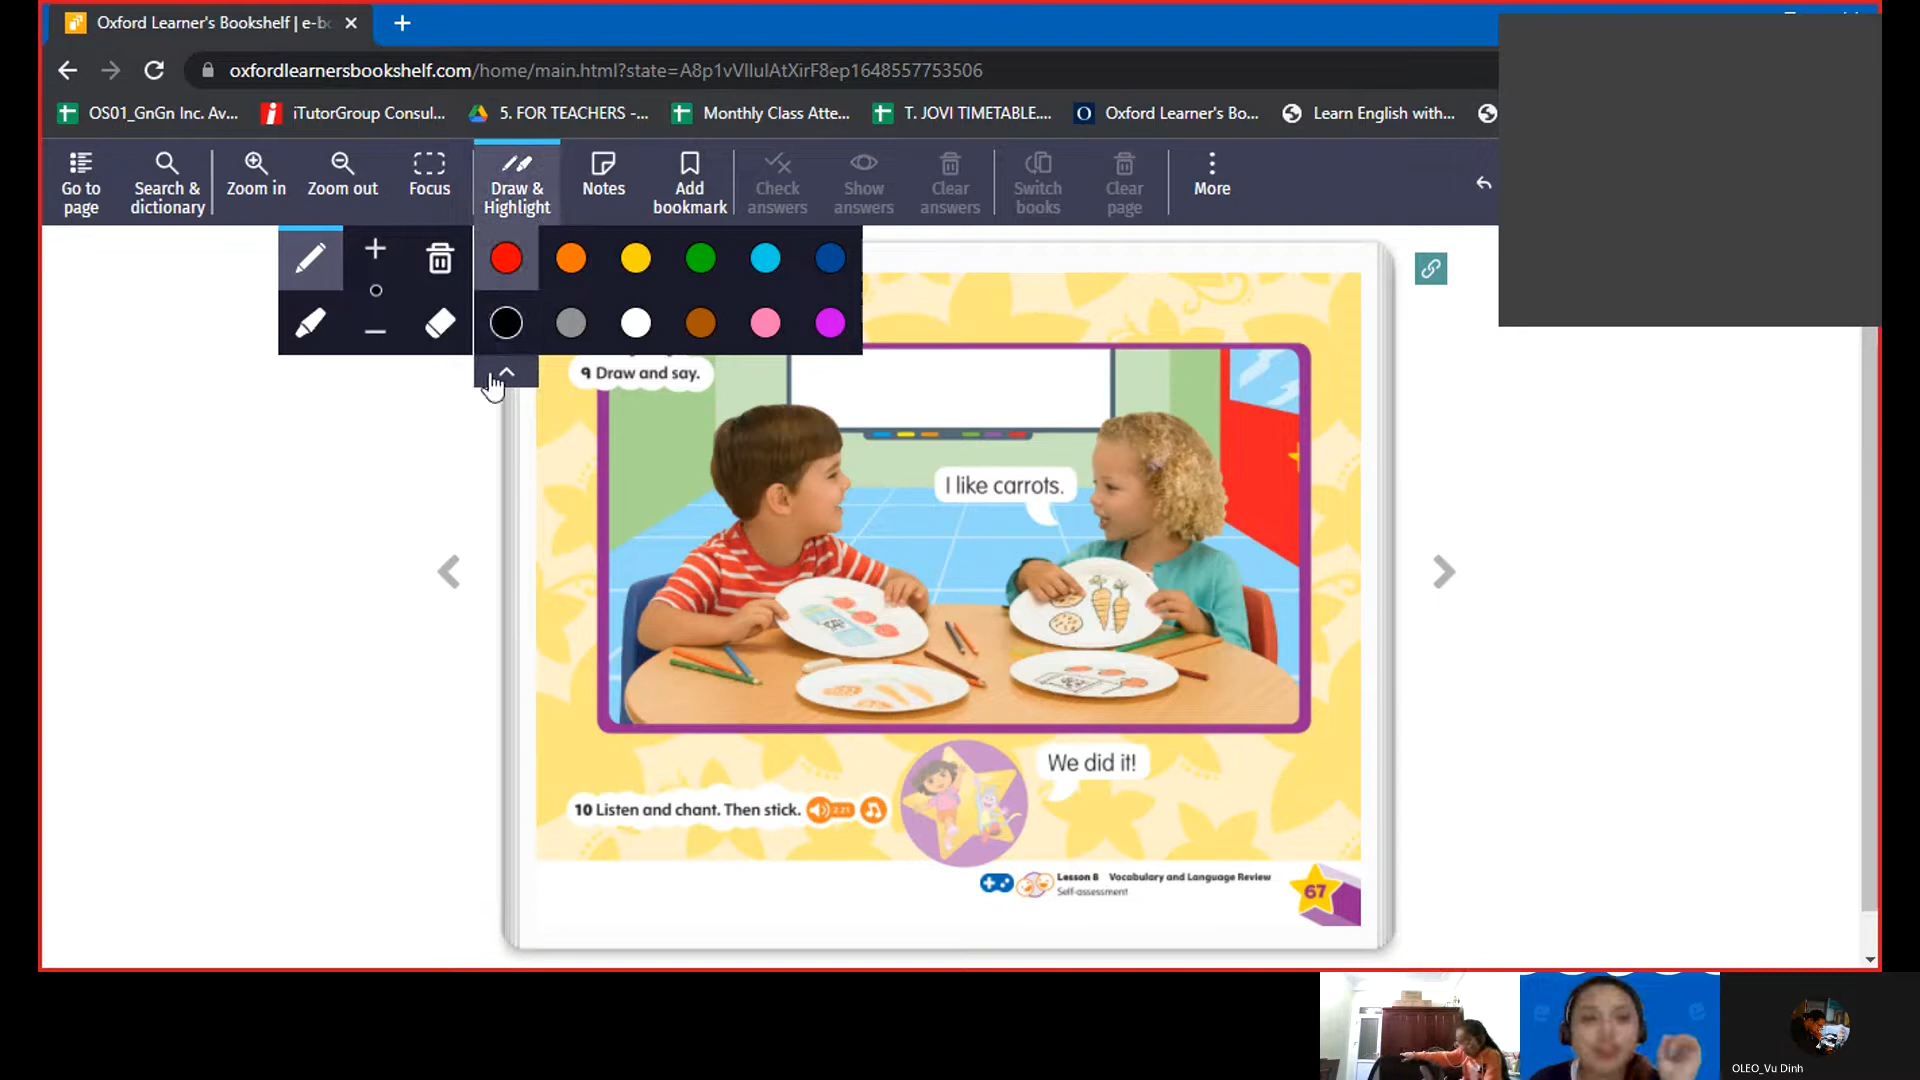 Oxford Learner's Bookshelf | e-b
oxfordlearnersbookshelf.com/home/main.html?state=A8p1vVIlulAtXirF8ep1648557753506
OS01_GnGn Inc. Av...
iTutorGroup Consul...
5. FOR TEACHERS -...
Monthly Class Atte...
T. JOVI TIMETABLE....
Oxford Learner's Bo...
Learn English with...
Go to page
Search & dictionary
Zoom in
Zoom out
Focus
Draw & Highlight
Notes
Add bookmark
Check answers
Show answers
Clear answers
Switch books
Clear page
More
9 Draw and say.
I like carrots.
We did it!
10 Listen and chant. Then stick.
Lesson 8 Vocabulary and Language Review
Self-assessment
67
OLEO_Vu Dinh